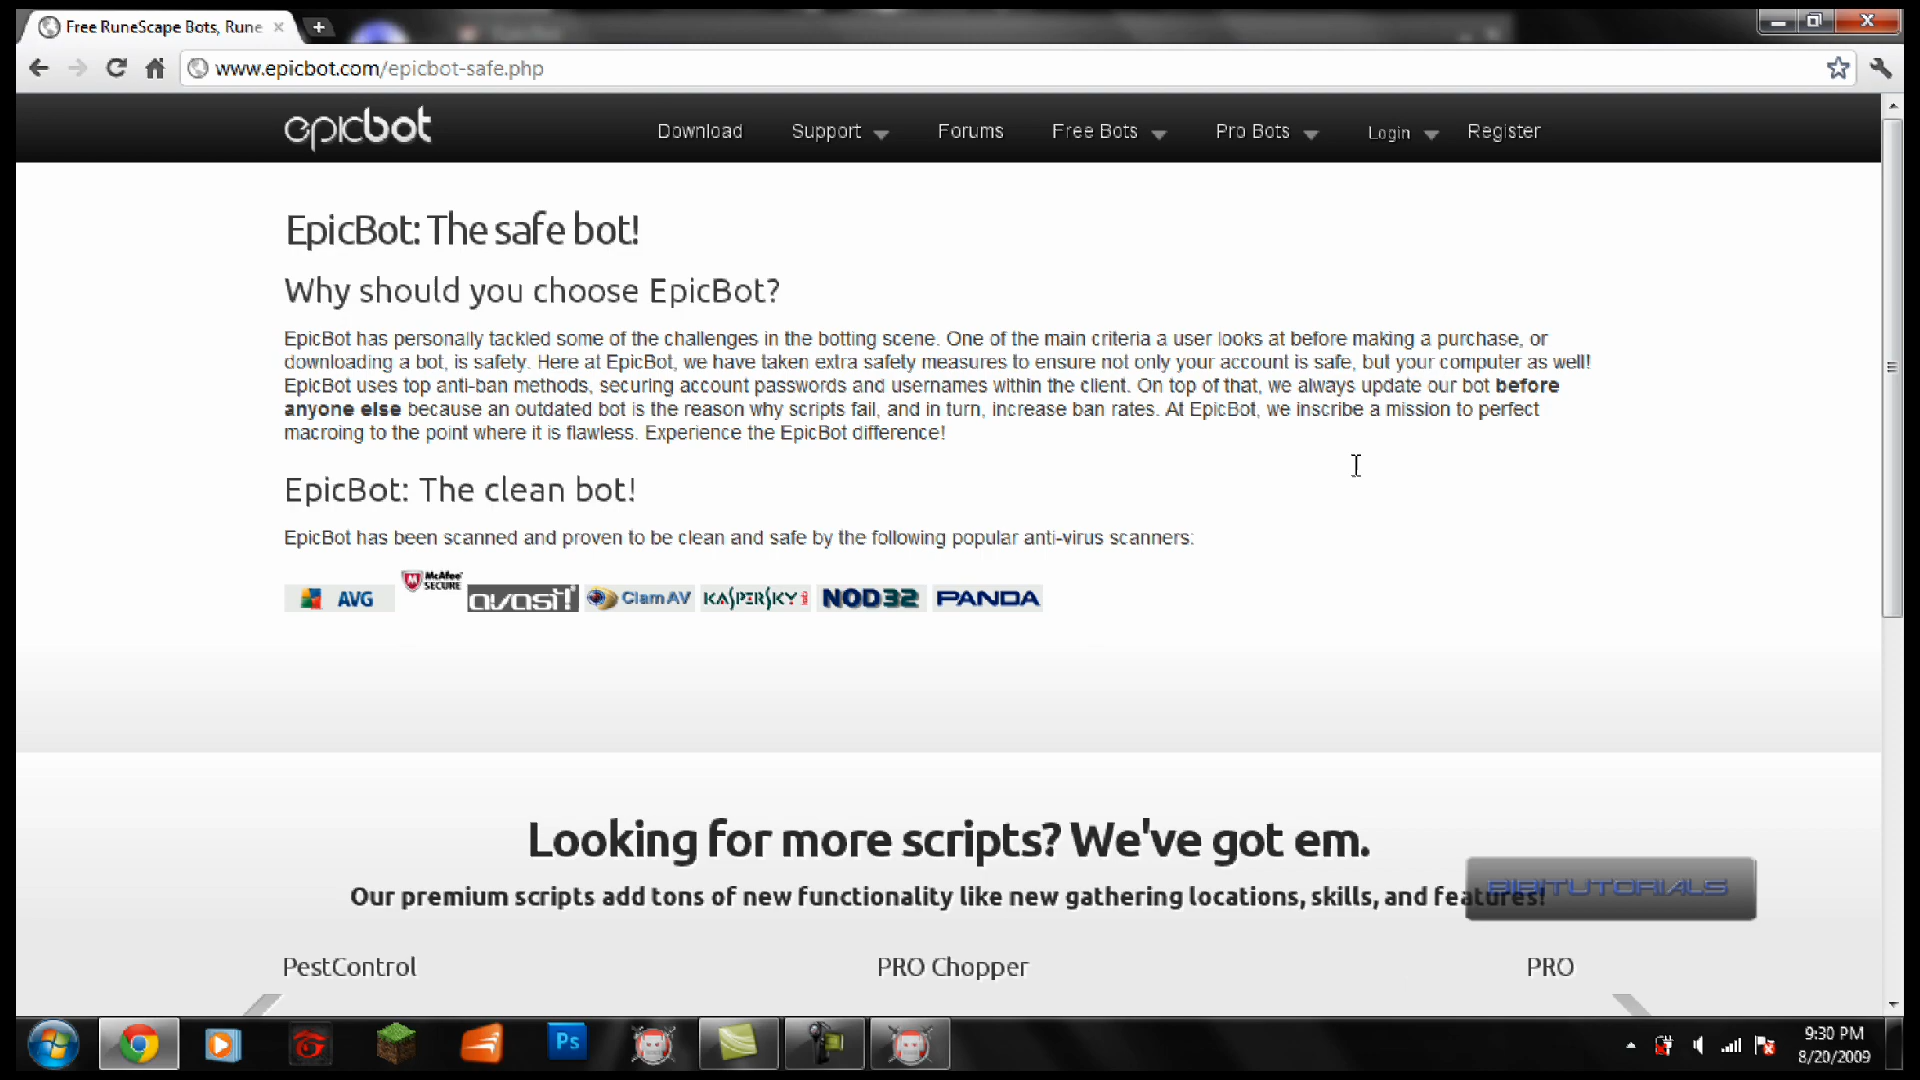 Free RuneScape Bots, Rune
www.epicbot.com/epicbot-safe.php
epicbot
Download Support Forums Free Bots Pro Bots Login Register
EpicBot: The safe bot!
Why should you choose EpicBot?
EpicBot has personally tackled some of the challenges in the botting scene. One of the main criteria a user looks at before making a purchase, or
downloading a bot, is safety. Here at EpicBot, we have taken extra safety measures to ensure not only your account is safe, but your computer as well!
EpicBot uses top anti-ban methods, securing account passwords and usernames within the client. On top of that, we always update our bot before
anyone else because an outdated bot is the reason why scripts fail, and in turn, increase ban rates. At EpicBot, we inscribe a mission to perfect
macroing to the point where it is flawless. Experience the EpicBot difference!
EpicBot: The clean bot!
EpicBot has been scanned and proven to be clean and safe by the following popular anti-virus scanners:
AVG McAfee SECURE avast! ClamAV KASPERSKY NOD32 PANDA
Looking for more scripts? We've got em.
Our premium scripts add tons of new functionality like new gathering locations, skills, and features!
BIBITUTORIALS
PestControl PRO Chopper PRO
Ps
9:30 PM
8/20/2009